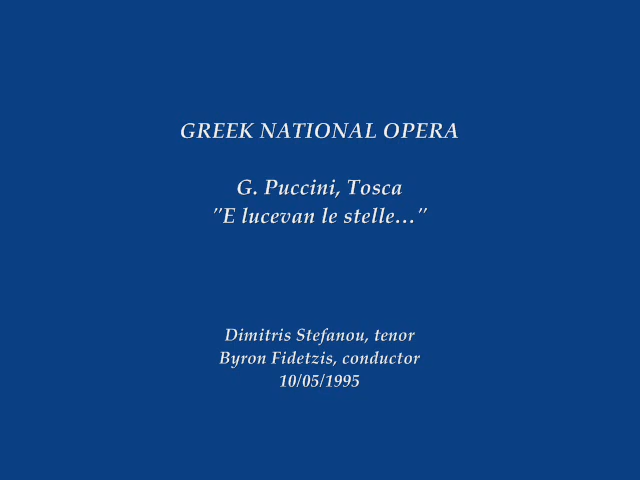 GREEK NATIONAL OPERA
G. Puccini, Tosca
"E lucevan le stelle…"
Dimitris Stefanou, tenor
Byron Fidetzis, conductor
10/05/1995